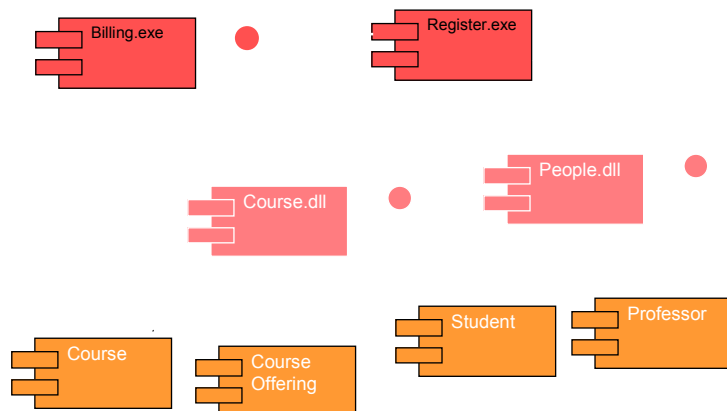 Billing.exe
Register.exe
People.dll
Course.dll
Course
Course
Offering
Student
Professor